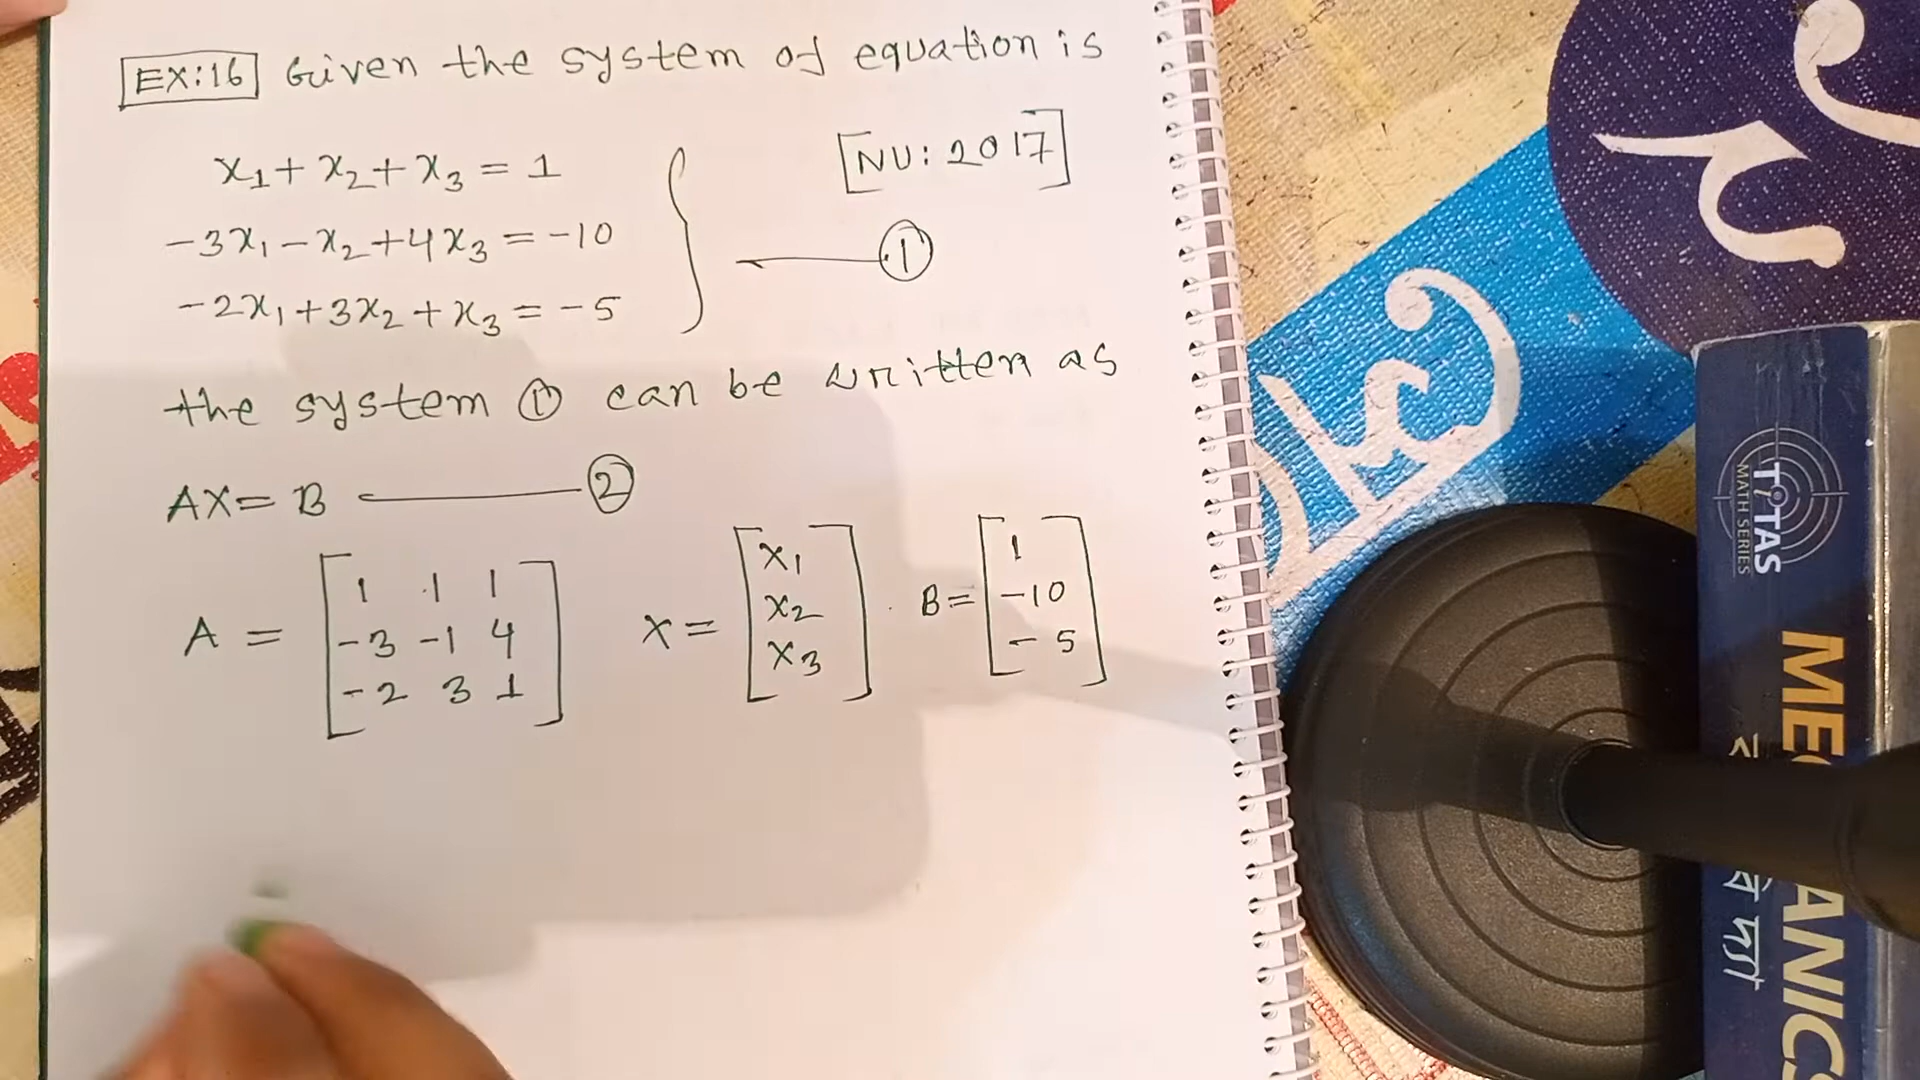 EX:16 Given the system of equation is
x₁ + x₂ + x₃ = 1
[NU: 2017]
-3x₁ - x₂ + 4x₃ = -10
①
-2x₁ + 3x₂ + x₃ = -5
the system ① can be written as
AX = B ②
A = [1 1 1
-3 -1 4
-2 3 1]
X = [x₁
x₂
x₃]
B = [1
-10
-5]
TITAS
MATH SERIES